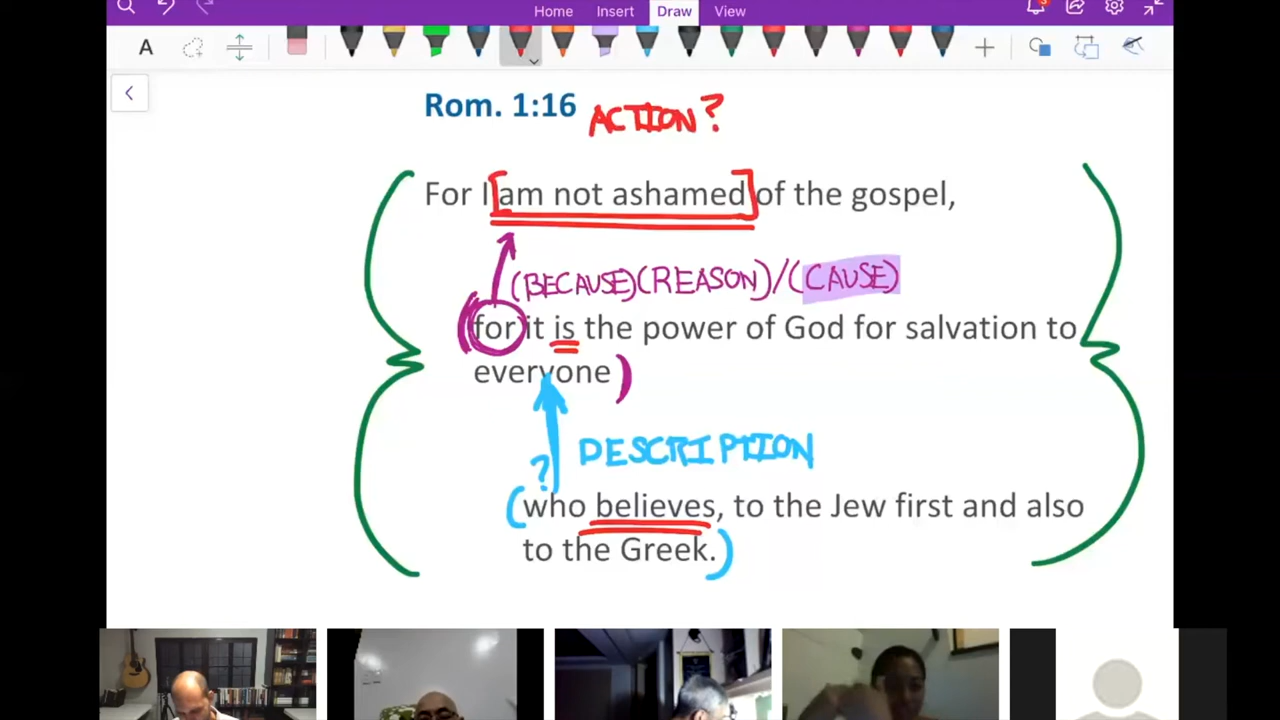 Home Insert Draw View
A
Rom. 1:16 ACTION?
For I [am not ashamed] of the gospel,
(BECAUSE)(REASON)/(CAUSE)
(for it is the power of God for salvation to
everyone)
? DESCRIPTION
(who believes, to the Jew first and also
to the Greek.)